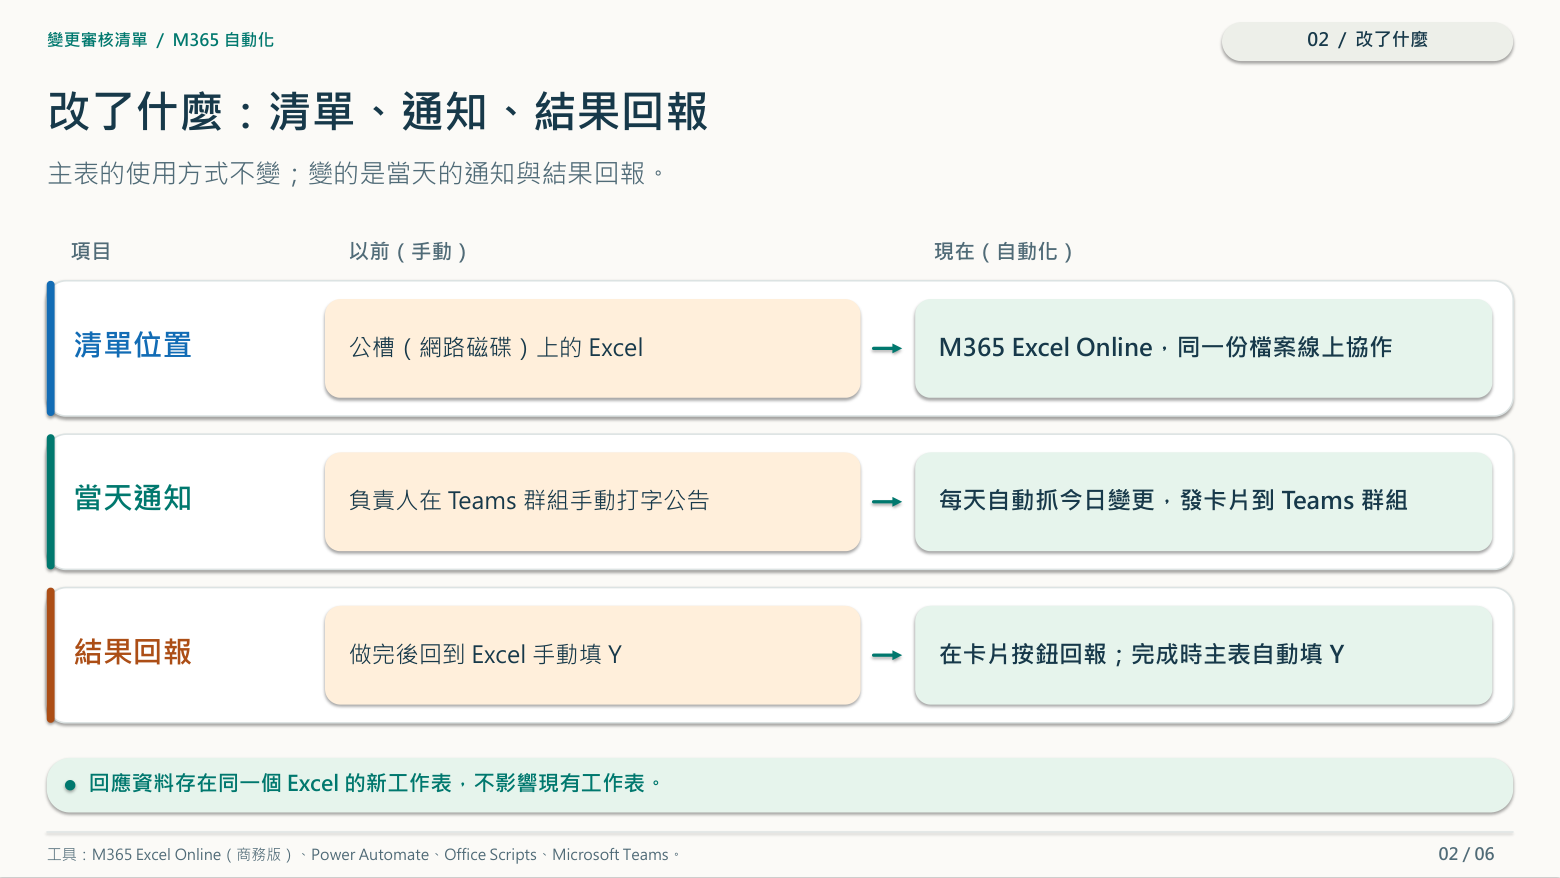 變更審核清單 / M365 自動化
02 / 改了什麼
改了什麼：清單、通知、結果回報
主表的使用方式不變；變的是當天的通知與結果回報。
項目
以前（手動）
現在（自動化）
清單位置
公槽（網路磁碟）上的 Excel
M365 Excel Online，同一份檔案線上協作
當天通知
負責人在 Teams 群組手動打字公告
每天自動抓今日變更，發卡片到 Teams 群組
結果回報
做完後回到 Excel 手動填 Y
在卡片按鈕回報；完成時主表自動填 Y
回應資料存在同一個 Excel 的新工作表，不影響現有工作表。
工具：M365 Excel Online（商務版）、Power Automate、Office Scripts、Microsoft Teams。
02 / 06